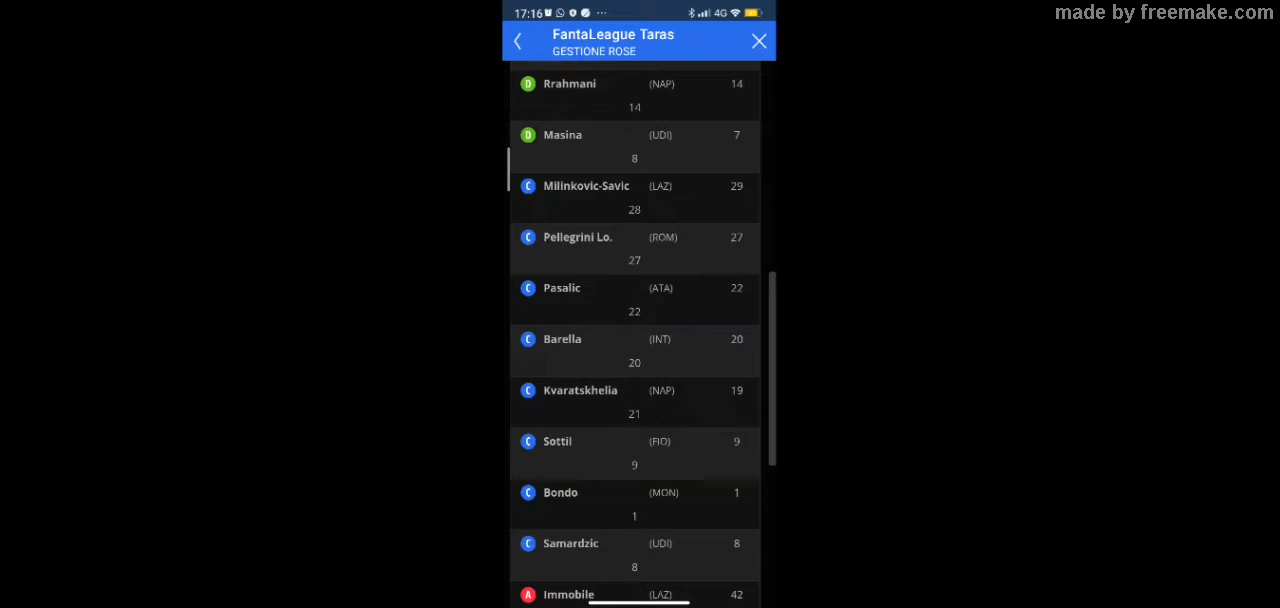 made by freemake.com
17:16 ... 4G
FantaLeague Taras
GESTIONE ROSE
D Rrahmani (NAP) 14
14
D Masina (UDI) 7
8
C Milinkovic-Savic (LAZ) 29
28
C Pellegrini Lo. (ROM) 27
27
C Pasalic (ATA) 22
22
C Barella (INT) 20
20
C Kvaratskhelia (NAP) 19
21
C Sottil (FIO) 9
9
C Bondo (MON) 1
1
C Samardzic (UDI) 8
8
A Immobile (LAZ) 42